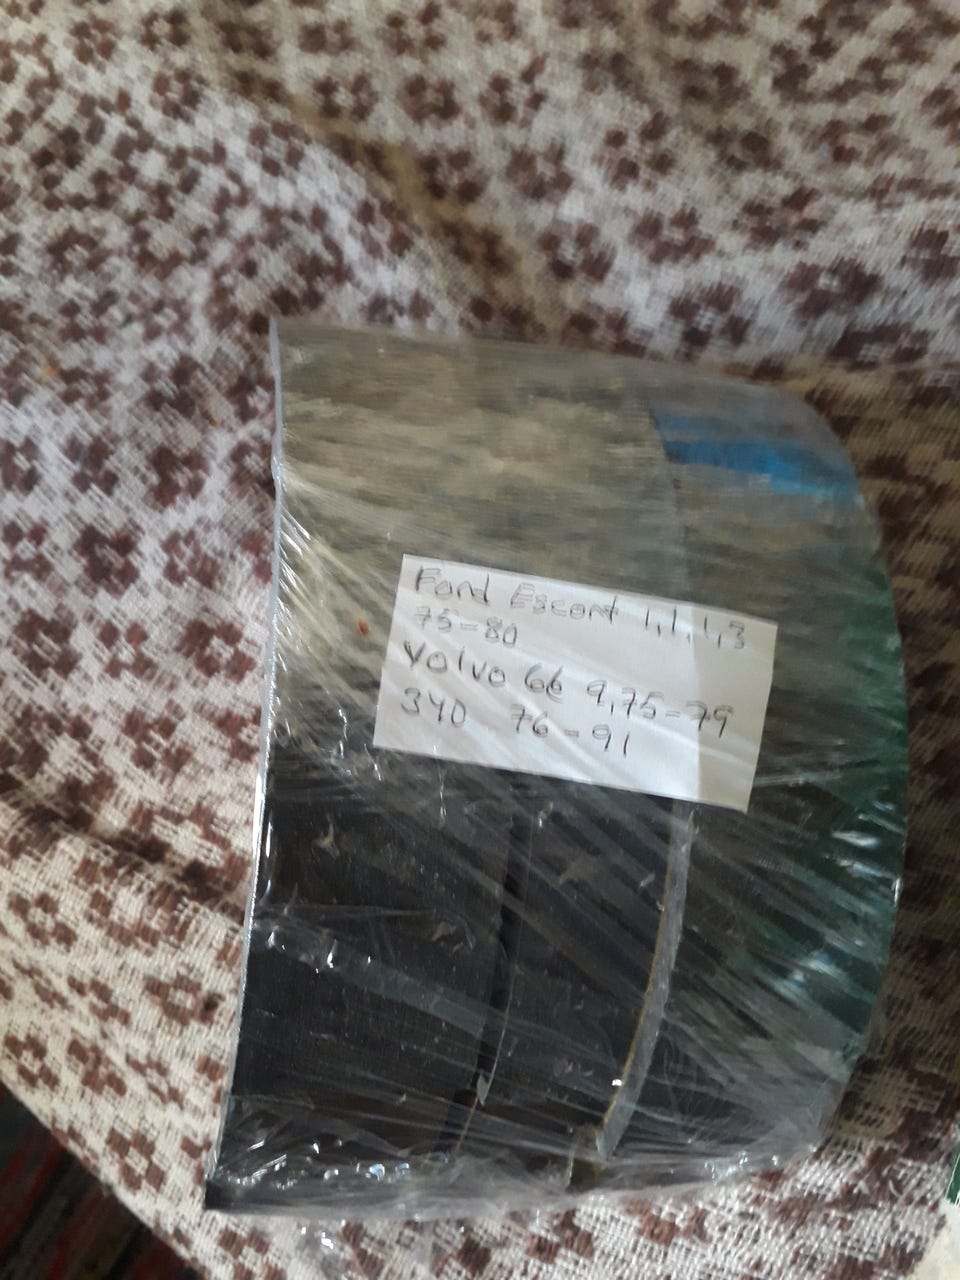 Ford Escort 1,1, 1,3
75-80
Volvo 66 9,75-79
340 76-91